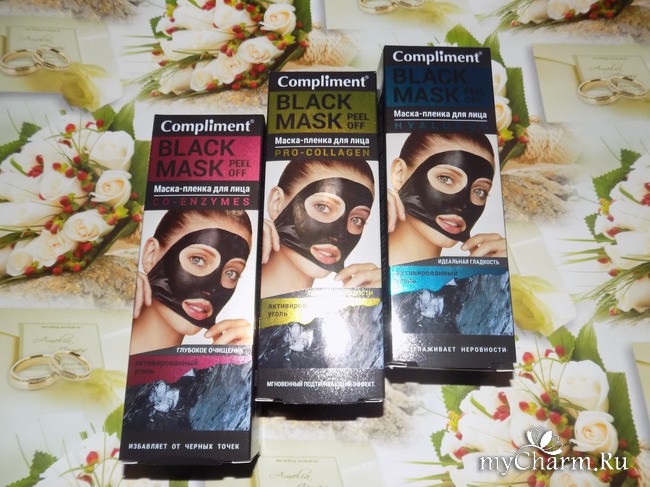 Compliment®
BLACK
MASK PEEL OFF
Маска-пленка для лица
CO-ENZYMES
ГЛУБОКОЕ ОЧИЩЕНИЕ
активированный
уголь
ИЗБАВЛЯЕТ ОТ ЧЕРНЫХ ТОЧЕК
Compliment®
BLACK
MASK PEEL OFF
Маска-пленка для лица
PRO-COLLAGEN
уголь
МГНОВЕННЫЙ ПОДТЯГИВАЮЩИЙ ЭФФЕКТ
Compliment®
BLACK
MASK PEEL OFF
Маска-пленка для лица
ИДЕАЛЬНАЯ ГЛАДКОСТЬ
активированный
уголь
НЕРОВНОСТИ
myCharm.Ru